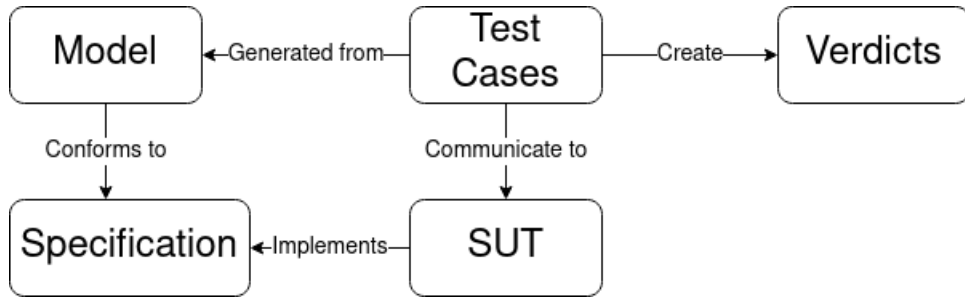 Model
Generated from
Test
Cases
Create
Verdicts
Conforms to
Communicate to
Specification
Implements
SUT